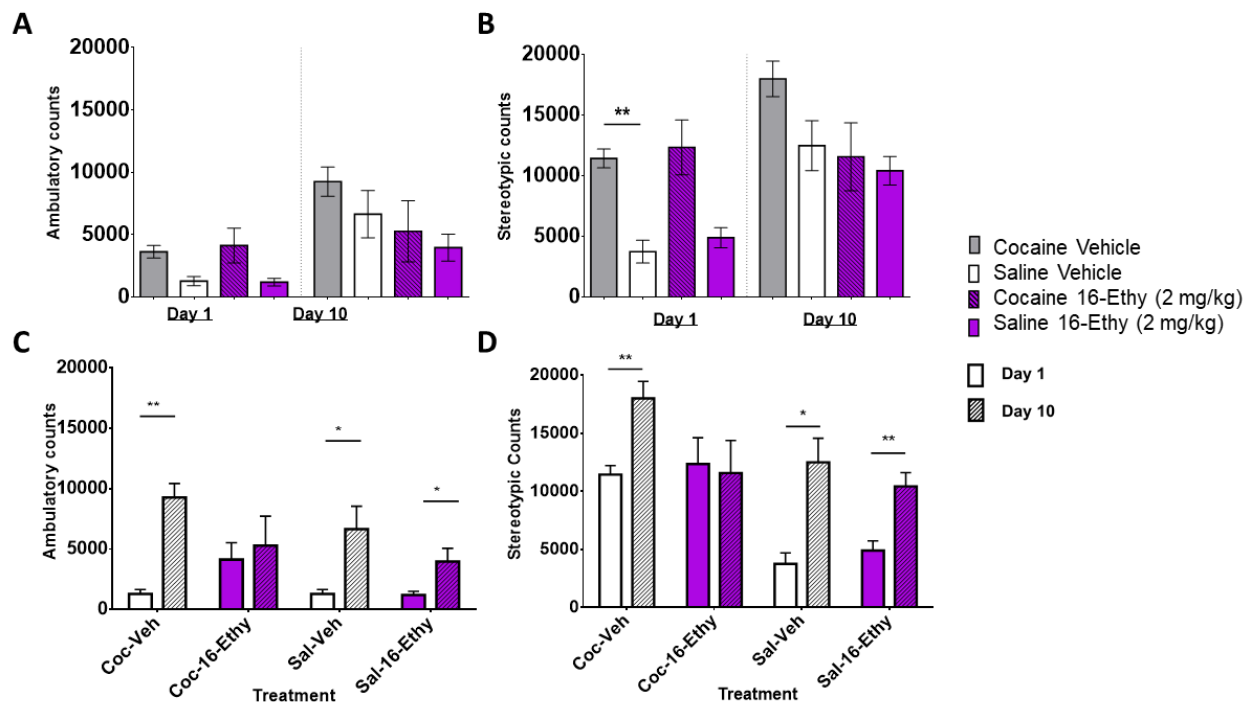 A
20000
15000
10000
5000
0
Ambulatory counts
Day 1
Day 10
B
20000
15000
10000
5000
0
Stereotypic counts
**
Day 1
Day 10
Cocaine Vehicle
Saline Vehicle
Cocaine 16-Ethy (2 mg/kg)
Saline 16-Ethy (2 mg/kg)
Day 1
Day 10
C
20000
15000
10000
5000
0
Ambulatory counts
**
*
*
Coc-Veh
Coc-16-Ethy
Sal-Veh
Sal-16-Ethy
Treatment
D
20000
15000
10000
5000
0
Stereotypic Counts
**
*
**
Coc-Veh
Coc-16-Ethy
Sal-Veh
Sal-16-Ethy
Treatment